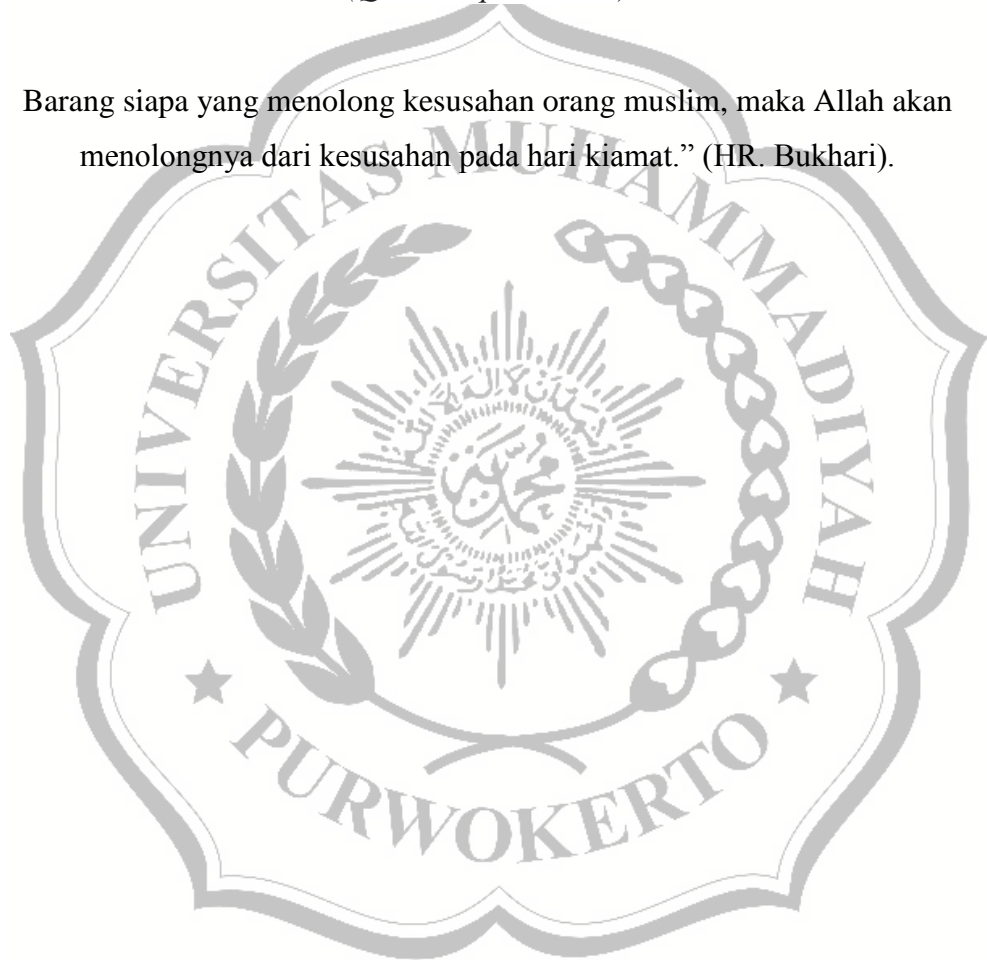 Barang siapa yang menolong kesusahan orang muslim, maka Allah akan
menolongnya dari kesusahan pada hari kiamat.” (HR. Bukhari).
UNIVERSITAS MUHAMMADIYAH
محمدية
PURWOKERTO